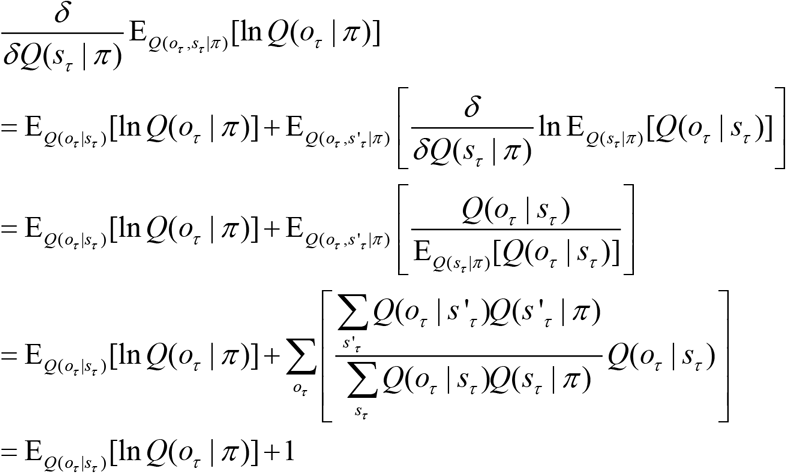 δ/δQ(s_τ | π) E_{Q(o_τ,s_τ|π)}[ln Q(o_τ | π)]
= E_{Q(o_τ|s_τ)}[ln Q(o_τ | π)] + E_{Q(o_τ,s'_τ|π)}[δ/δQ(s_τ | π) ln E_{Q(s_τ|π)}[Q(o_τ | s_τ)]]
= E_{Q(o_τ|s_τ)}[ln Q(o_τ | π)] + E_{Q(o_τ,s'_τ|π)}[Q(o_τ | s_τ) / E_{Q(s_τ|π)}[Q(o_τ | s_τ)]]
= E_{Q(o_τ|s_τ)}[ln Q(o_τ | π)] + ∑_{o_τ}[(∑_{s'_τ} Q(o_τ | s'_τ)Q(s'_τ | π)) / (∑_{s_τ} Q(o_τ | s_τ)Q(s_τ | π)) Q(o_τ | s_τ)]
= E_{Q(o_τ|s_τ)}[ln Q(o_τ | π)] + 1